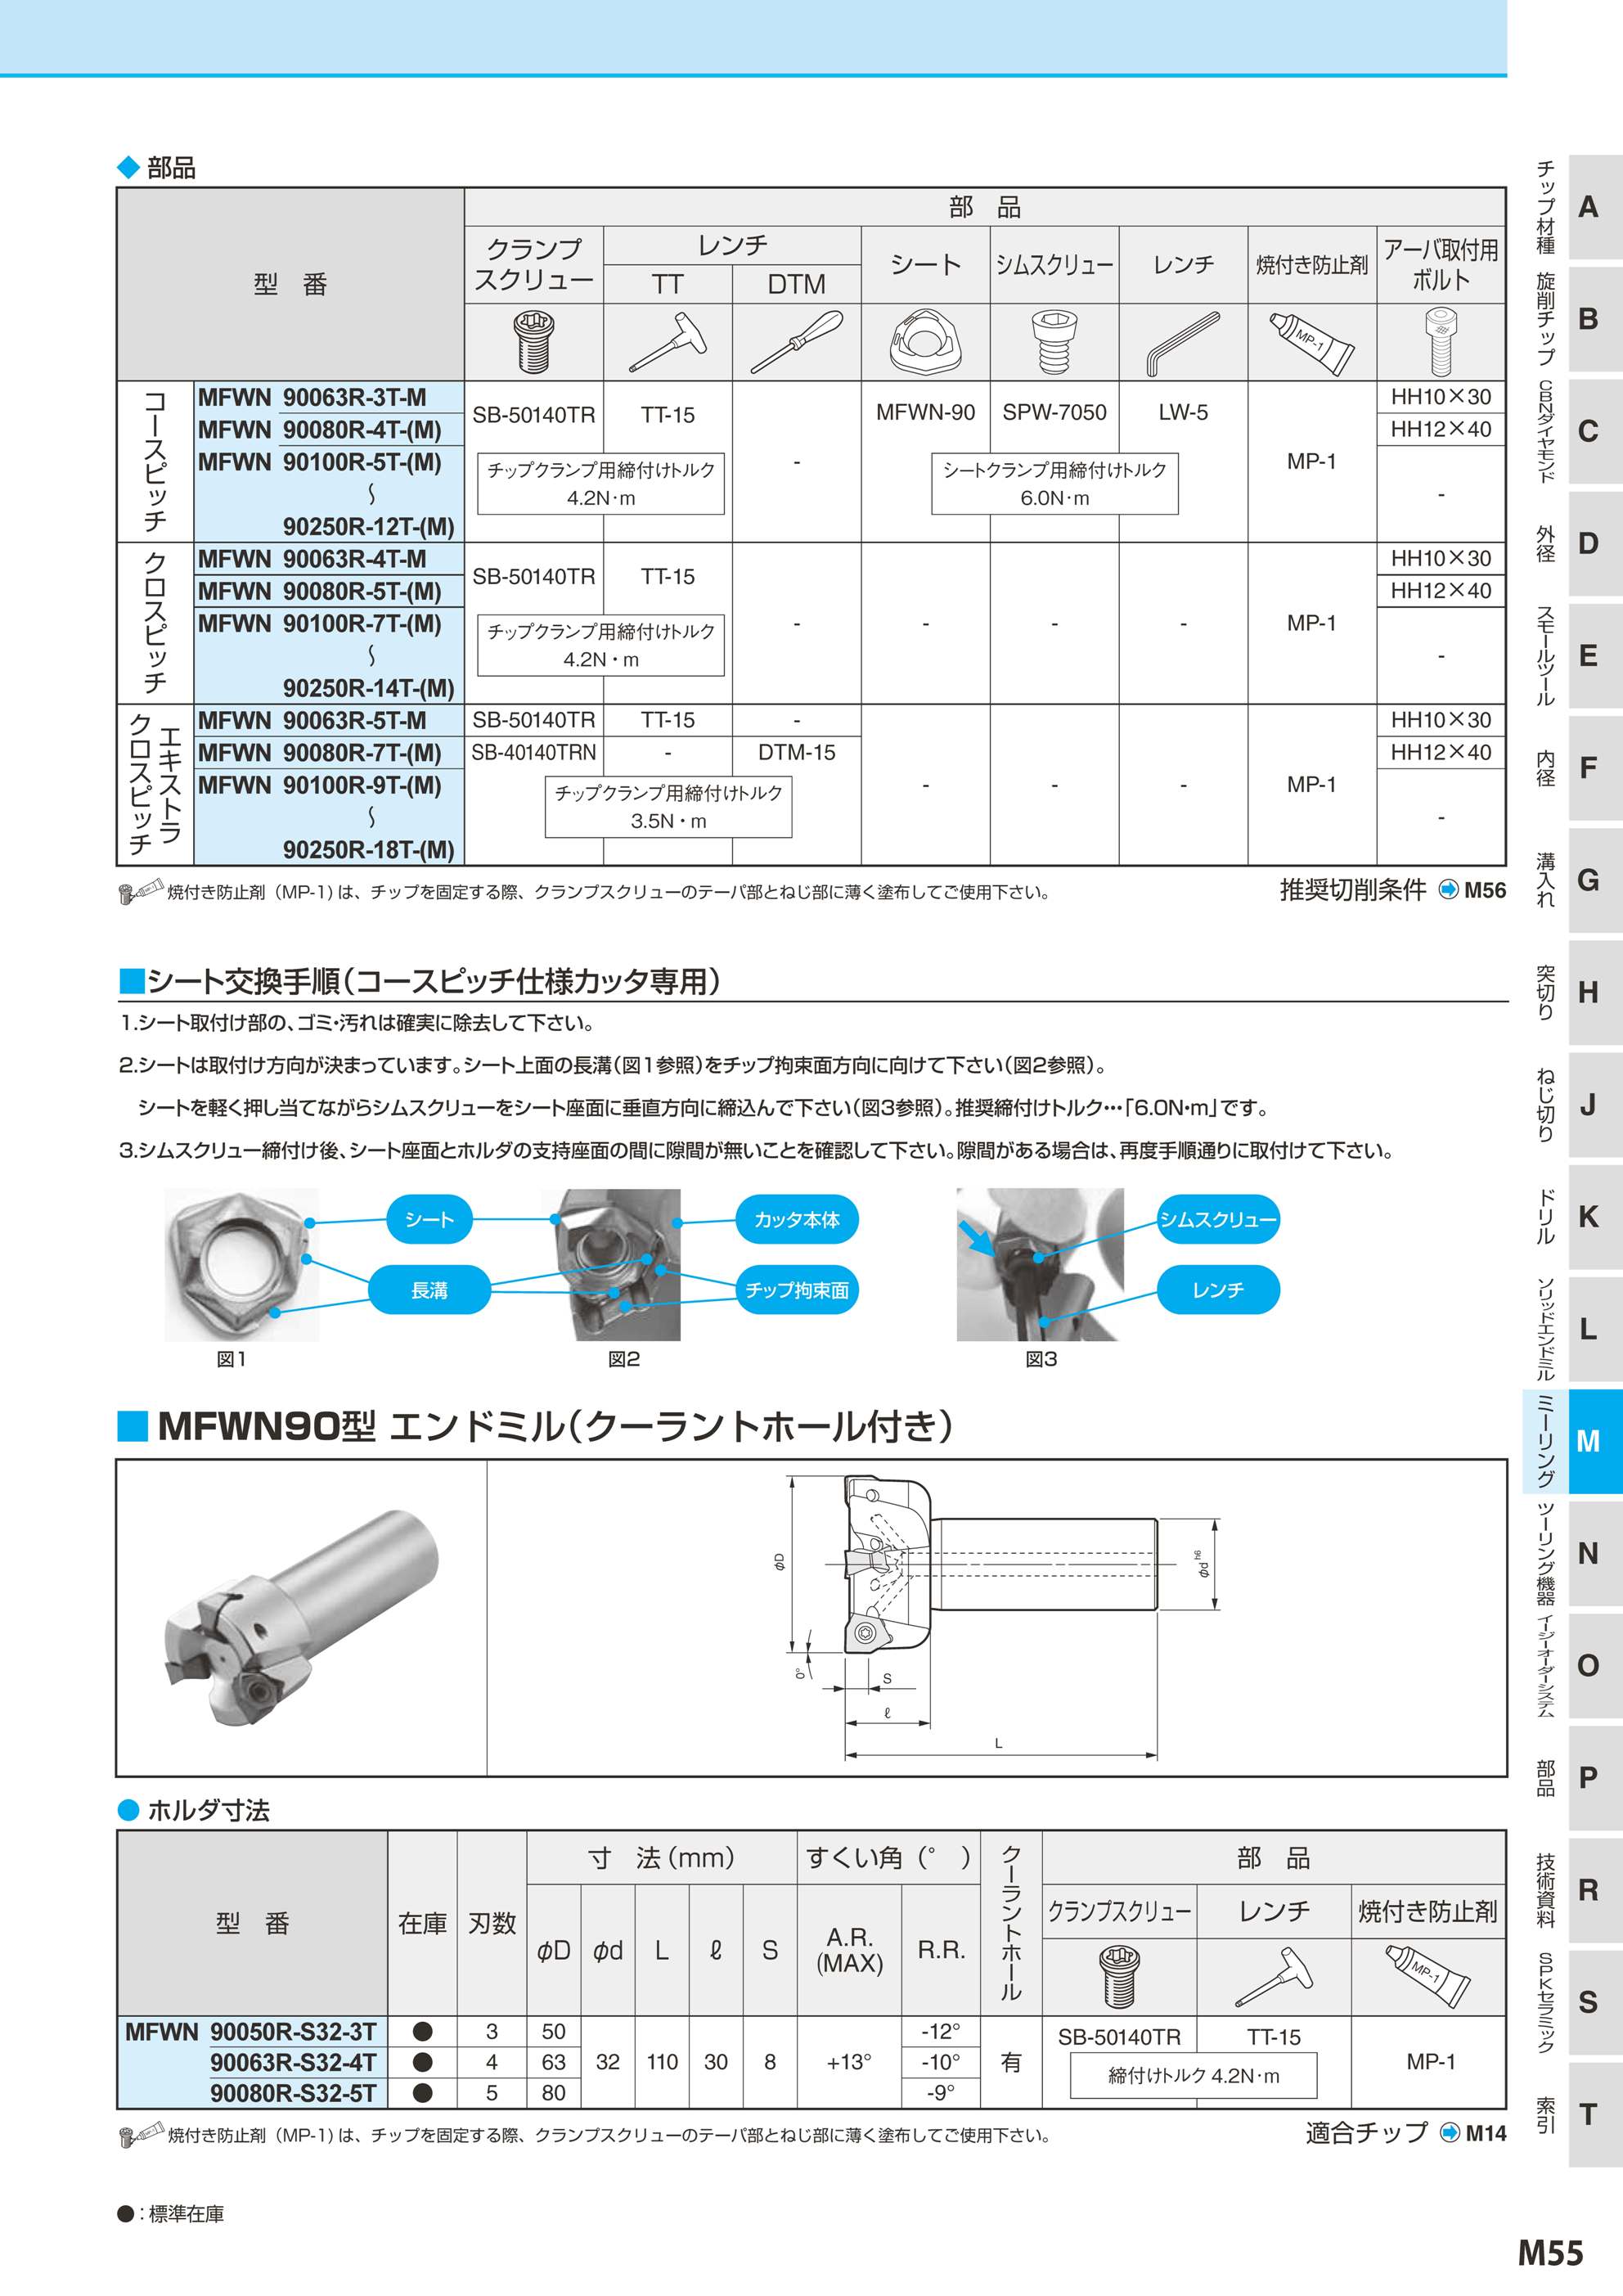 ◆ 部品
型 番
部 品
クランプ
スクリュー
レンチ
TT
DTM
シート
シムスクリュー
レンチ
焼付き防止剤
アーバ取付用
ボルト
MP-1
コースピッチ
MFWN 90063R-3T-M
MFWN 90080R-4T-(M)
MFWN 90100R-5T-(M)
〜
90250R-12T-(M)
SB-50140TR
TT-15
チップクランプ用締付けトルク
4.2N·m
-
MFWN-90
SPW-7050
LW-5
シートクランプ用締付けトルク
6.0N·m
MP-1
HH10×30
HH12×40
-
クロスピッチ
MFWN 90063R-4T-M
MFWN 90080R-5T-(M)
MFWN 90100R-7T-(M)
〜
90250R-14T-(M)
SB-50140TR
TT-15
チップクランプ用締付けトルク
4.2N・m
-
-
-
-
MP-1
HH10×30
HH12×40
-
エキストラ
クロスピッチ
MFWN 90063R-5T-M
MFWN 90080R-7T-(M)
MFWN 90100R-9T-(M)
〜
90250R-18T-(M)
SB-50140TR
TT-15
-
SB-40140TRN
-
DTM-15
チップクランプ用締付けトルク
3.5N・m
-
-
-
MP-1
HH10×30
HH12×40
-
焼付き防止剤（MP-1）は、チップを固定する際、クランプスクリューのテーパ部とねじ部に薄く塗布してご使用下さい。
推奨切削条件 M56
■シート交換手順（コースピッチ仕様カッタ専用）
1.シート取付け部の、ゴミ・汚れは確実に除去して下さい。
2.シートは取付け方向が決まっています。シート上面の長溝（図1参照）をチップ拘束面方向に向けて下さい（図2参照）。
シートを軽く押し当てながらシムスクリューをシート座面に垂直方向に締込んで下さい（図3参照）。推奨締付けトルク…「6.0N・m」です。
3.シムスクリュー締付け後、シート座面とホルダの支持座面の間に隙間が無いことを確認して下さい。隙間がある場合は、再度手順通りに取付けて下さい。
シート
長溝
カッタ本体
チップ拘束面
シムスクリュー
レンチ
図1
図2
図3
■ MFWN90型 エンドミル（クーラントホール付き）
φD
φd h6
0°
S
ℓ
L
● ホルダ寸法
型 番
在庫
刃数
寸 法（mm）
φD
φd
L
ℓ
S
すくい角（°）
A.R.
(MAX)
R.R.
クーラントホール
部 品
クランプスクリュー
レンチ
焼付き防止剤
MP-1
MFWN 90050R-S32-3T ● 3 50 -12°
90063R-S32-4T ● 4 63 32 110 30 8 +13° -10° 有
90080R-S32-5T ● 5 80 -9°
SB-50140TR
TT-15
締付けトルク 4.2N·m
MP-1
焼付き防止剤（MP-1）は、チップを固定する際、クランプスクリューのテーパ部とねじ部に薄く塗布してご使用下さい。
適合チップ M14
●：標準在庫
チップ材種 A
旋削チップ B
CBNダイヤモンド C
外径 D
スモールツール E
内径 F
溝入れ G
突切り H
ねじ切り J
ドリル K
ソリッドエンドミル L
ミーリング M
ツーリング機器 N
イージーオーダーシステム O
部品 P
技術資料 R
SPKセラミック S
索引 T
M55